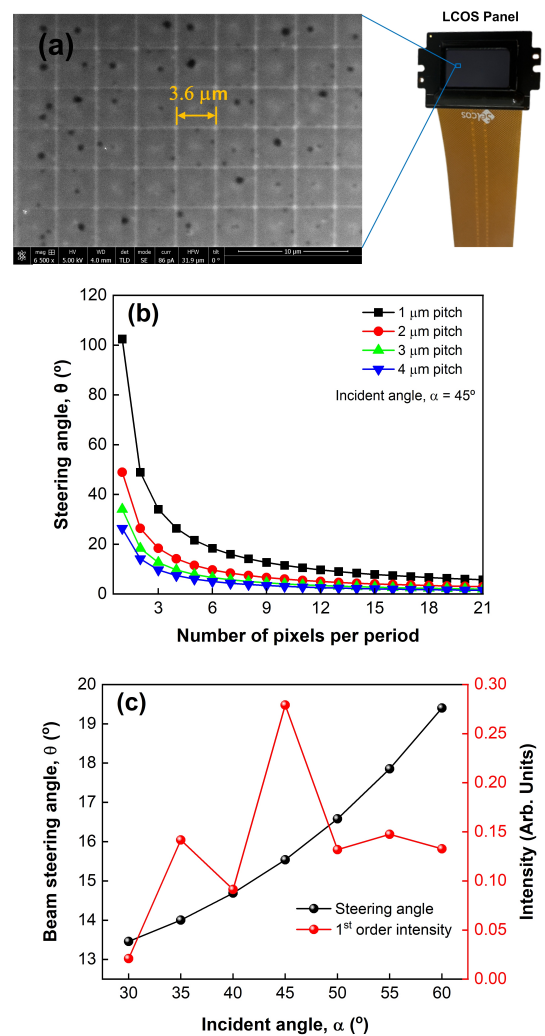 LCOS Panel
(a)
3.6 μm
mag HV WD det mode curr HFW tilt
6 500 x 5.00 kV 4.0 mm TLD SE 86 pA 31.9 μm 0 °
10 μm
(b)
120
100
80
60
40
20
0
Steering angle, θ (º)
1 μm pitch
2 μm pitch
3 μm pitch
4 μm pitch
Incident angle, α = 45º
3 6 9 12 15 18 21
Number of pixels per period
(c)
20
19
18
17
16
15
14
13
Beam steering angle, θ (º)
0.30
0.25
0.20
0.15
0.10
0.05
0.00
Intensity (Arb. Units)
Steering angle
1st order intensity
30 35 40 45 50 55 60
Incident angle, α (º)